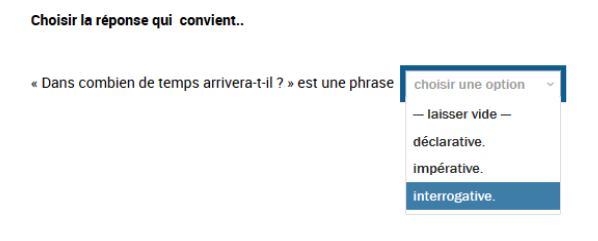 Choisir la réponse qui convient..
« Dans combien de temps arrivera-t-il ? » est une phrase choisir une option
— laisser vide —
déclarative.
impérative.
interrogative.